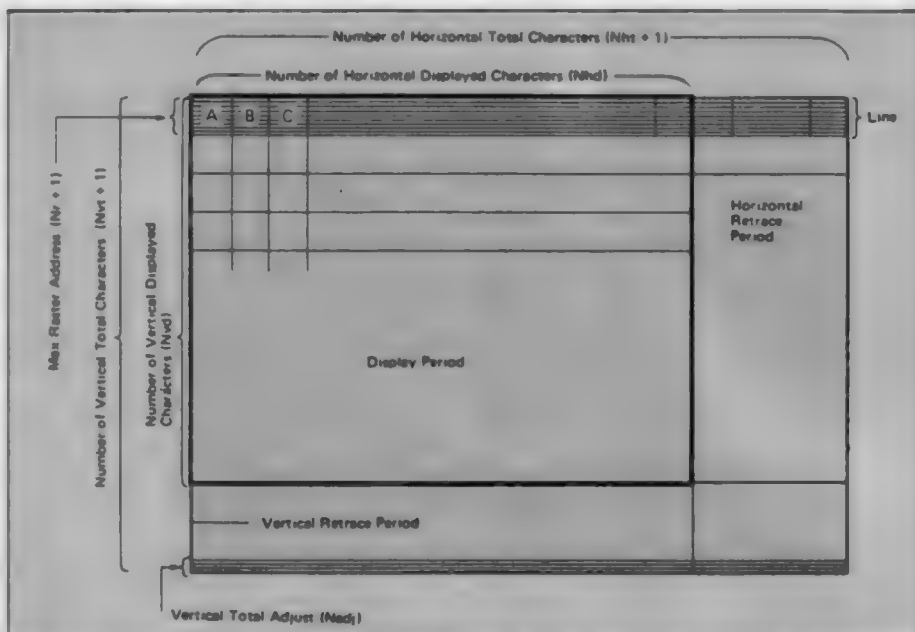 Number of Horizontal Total Characters (Nht + 1)
Number of Horizontal Displayed Characters (Nhd)
A B C
Line
Max Raster Address (Nr + 1)
Number of Vertical Total Characters (Nvt + 1)
Number of Vertical Displayed
Characters (Nvd)
Horizontal
Retrace
Period
Display Period
Vertical Retrace Period
Vertical Total Adjust (Nadj)